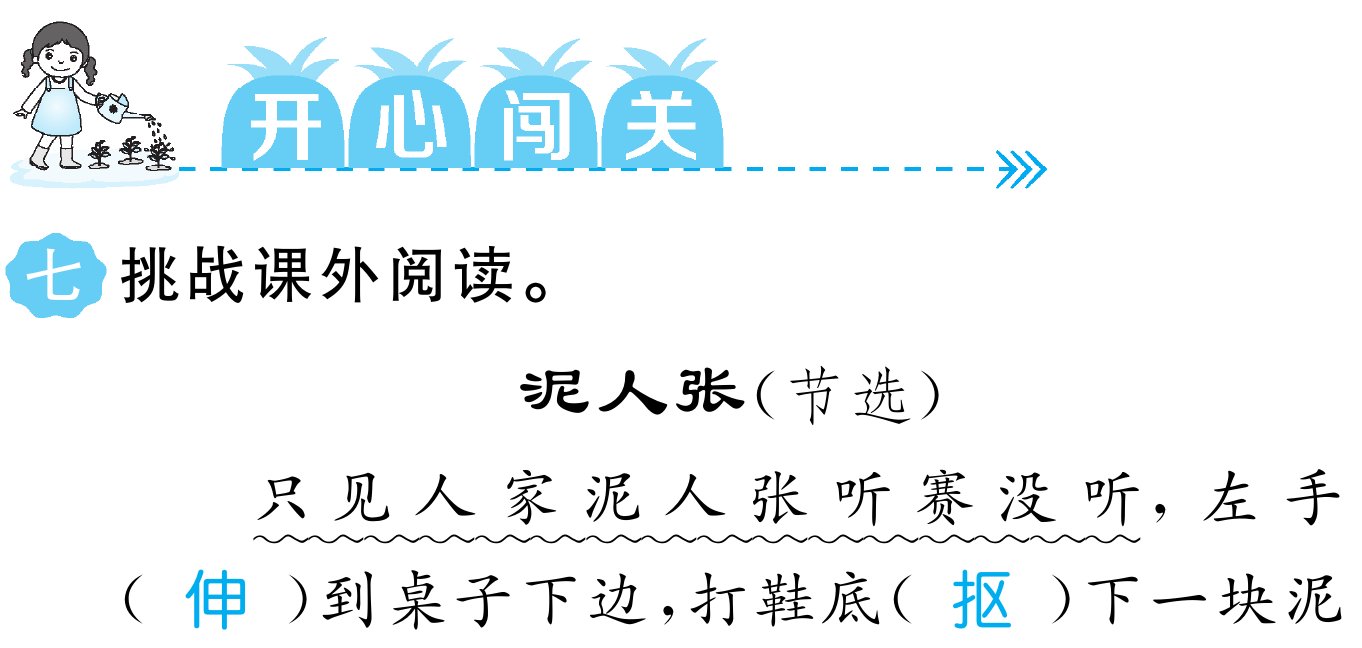 开心闯关
七 挑战课外阅读。
泥人张(节选)
只见人家泥人张听赛没听,左手
( 伸 )到桌子下边,打鞋底( 抠 )下一块泥